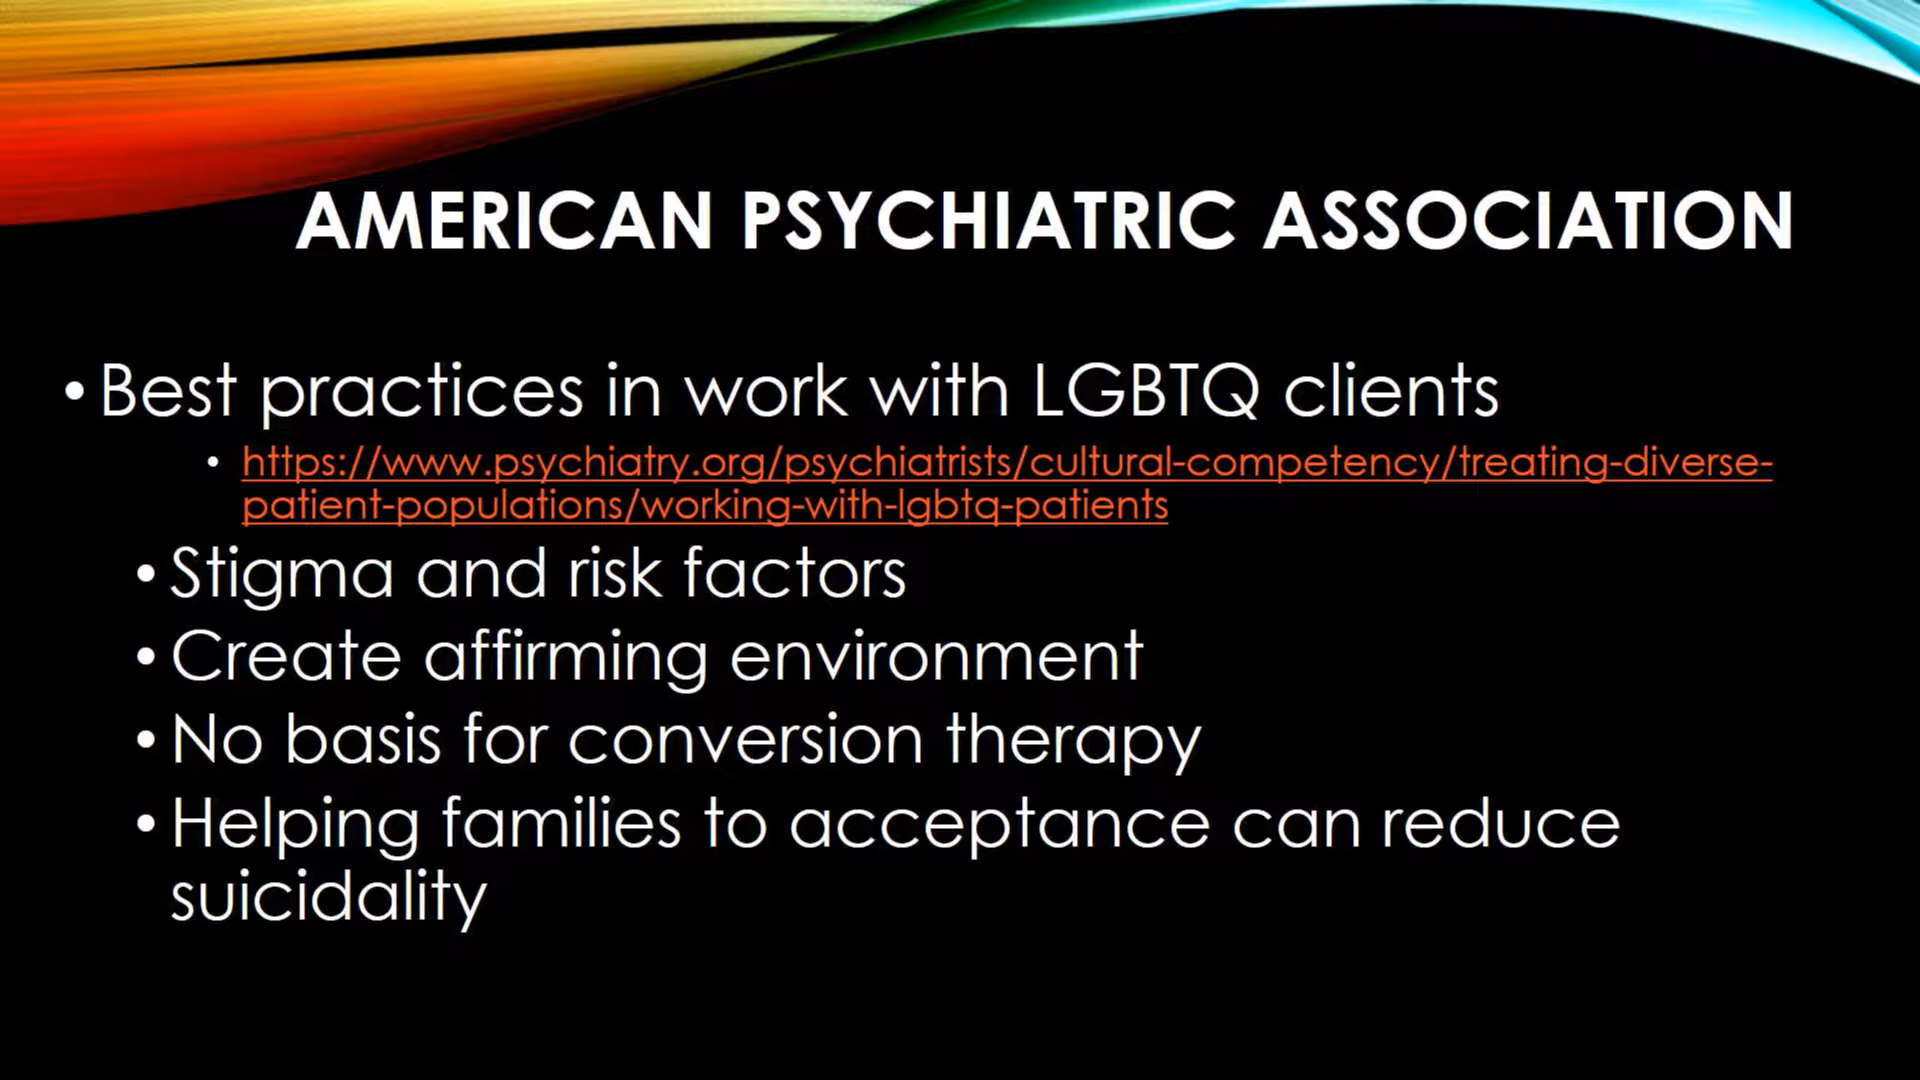 AMERICAN PSYCHIATRIC ASSOCIATION
• Best practices in work with LGBTQ clients
• https://www.psychiatry.org/psychiatrists/cultural-competency/treating-diverse-
patient-populations/working-with-lgbtq-patients
• Stigma and risk factors
• Create affirming environment
• No basis for conversion therapy
• Helping families to acceptance can reduce
suicidality